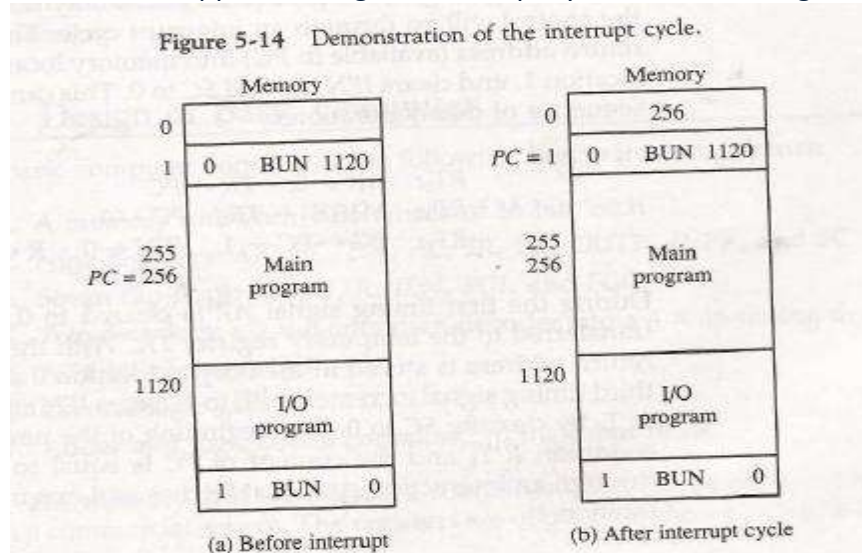 Figure 5-14 Demonstration of the interrupt cycle.
Memory
0
1 0 BUN 1120
255
PC = 256
Main
program
1120
I/O
program
1 BUN 0
(a) Before interrupt
Memory
0 256
PC = 1 0 BUN 1120
255
256
Main
program
1120
I/O
program
1 BUN 0
(b) After interrupt cycle